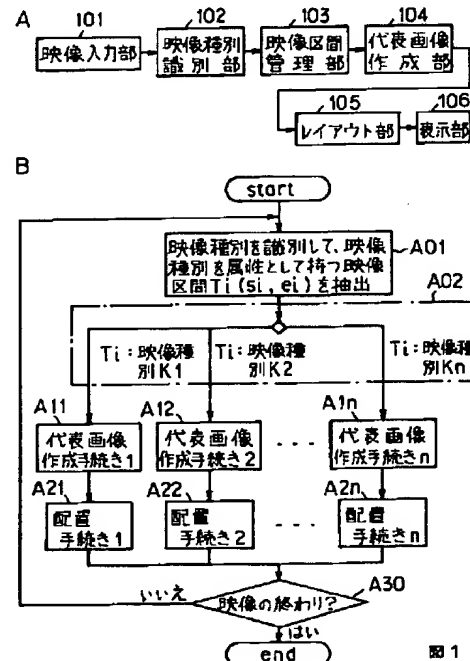 A
101
102
103
104
映像入力部
映像種別
識別部
映像区間
管理部
代表画像
作成部
105
106
レイアウト部
表示部
B
start
映像種別を識別して、映像
種別を属性として持つ映像
区間Ti(si, ei)を抽出
A01
A02
Ti:映像種
別K1
Ti:映像種
別K2
Ti:映像種
別Kn
A11
A12
A1n
代表画像
作成手続き1
代表画像
作成手続き2
代表画像
作成手続きn
A21
A22
A2n
配置
手続き1
配置
手続き2
配置
手続きn
いいえ
映像の終わり?
A30
はい
end
図1